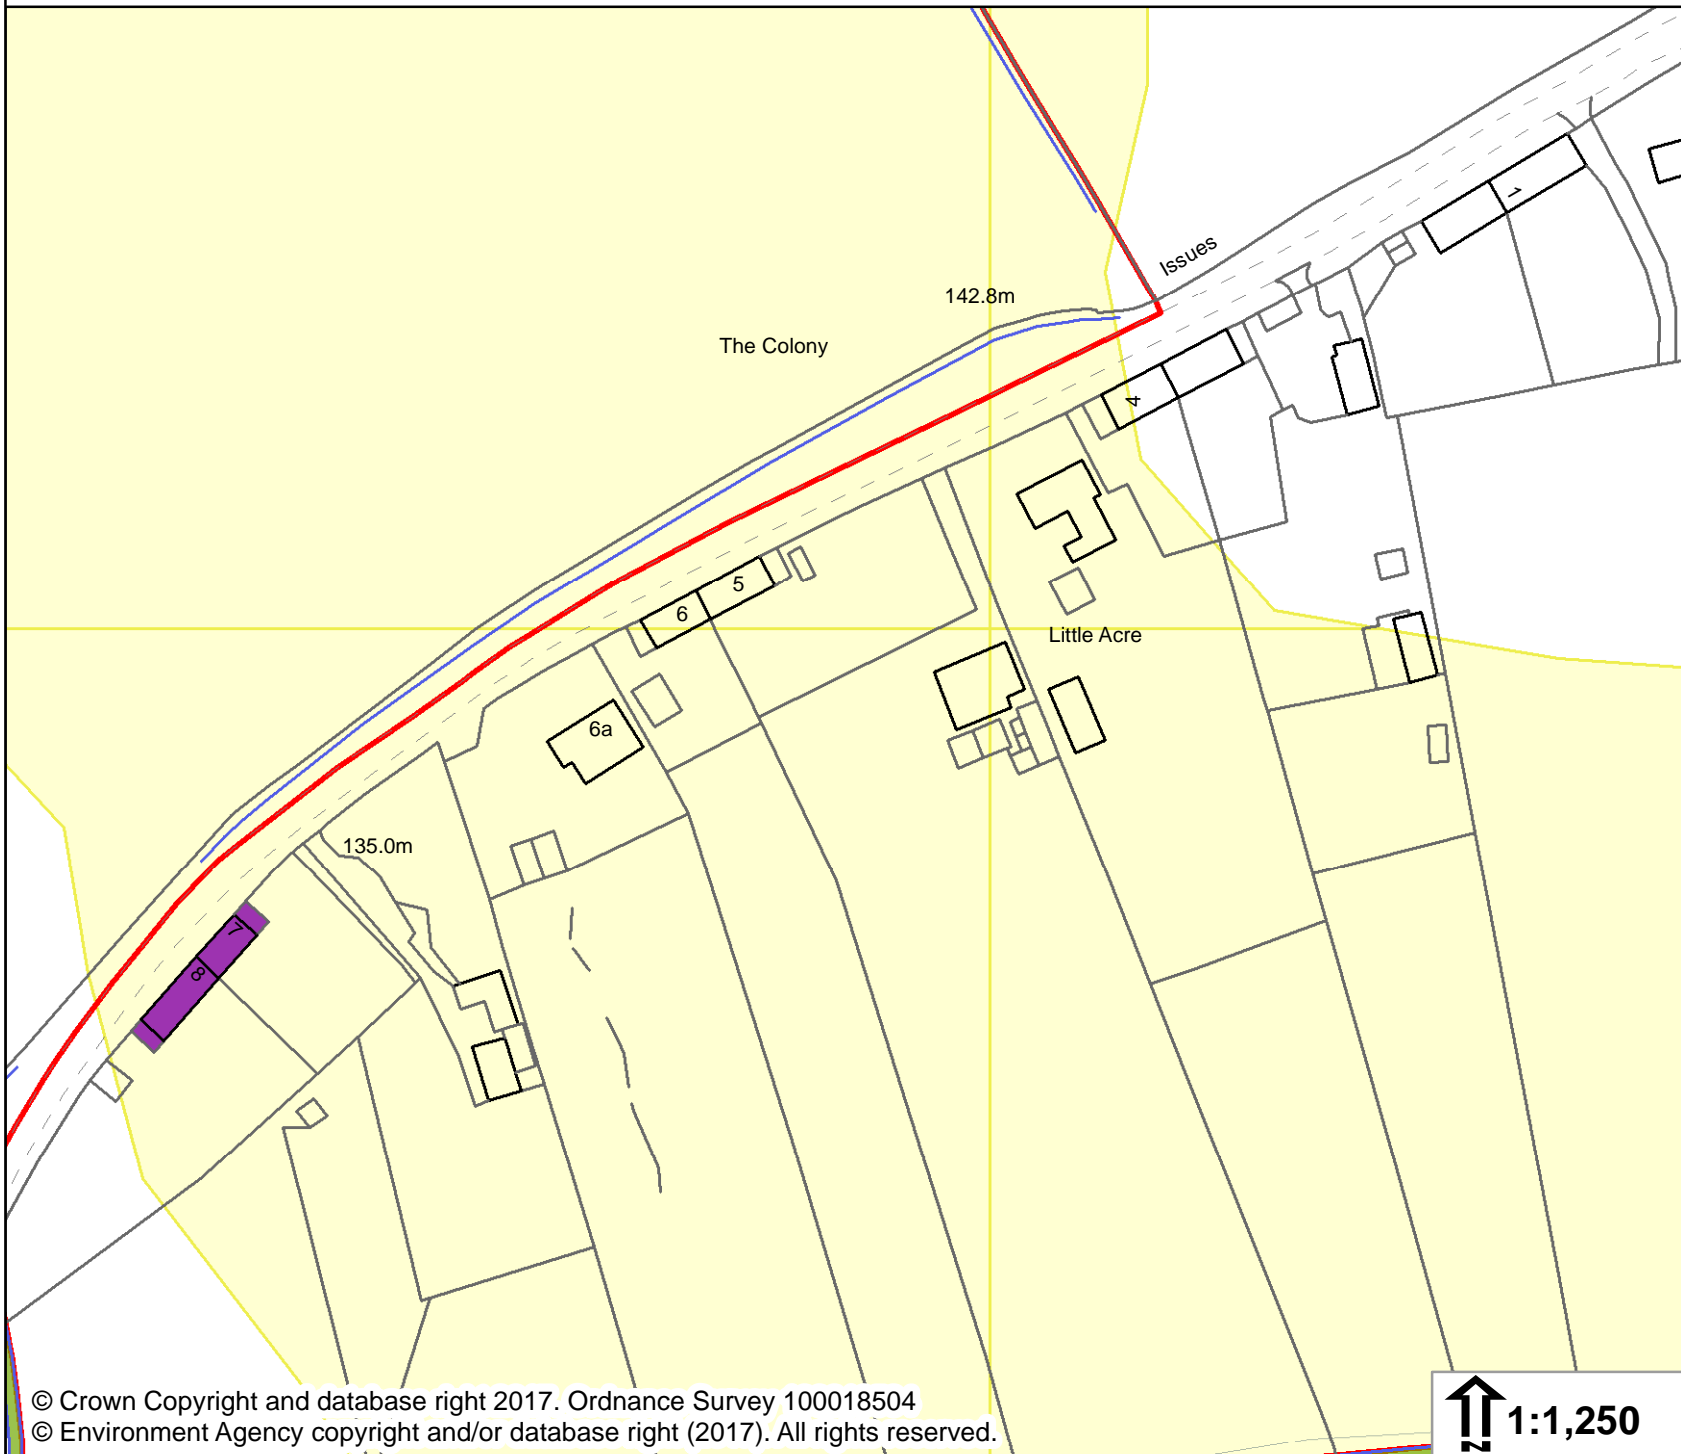 1
Issues
142.8m
The Colony
4
5
6
Little Acre
6a
135.0m
7
8
© Crown Copyright and database right 2017. Ordnance Survey 100018504
© Environment Agency copyright and/or database right (2017). All rights reserved.
N
1:1,250